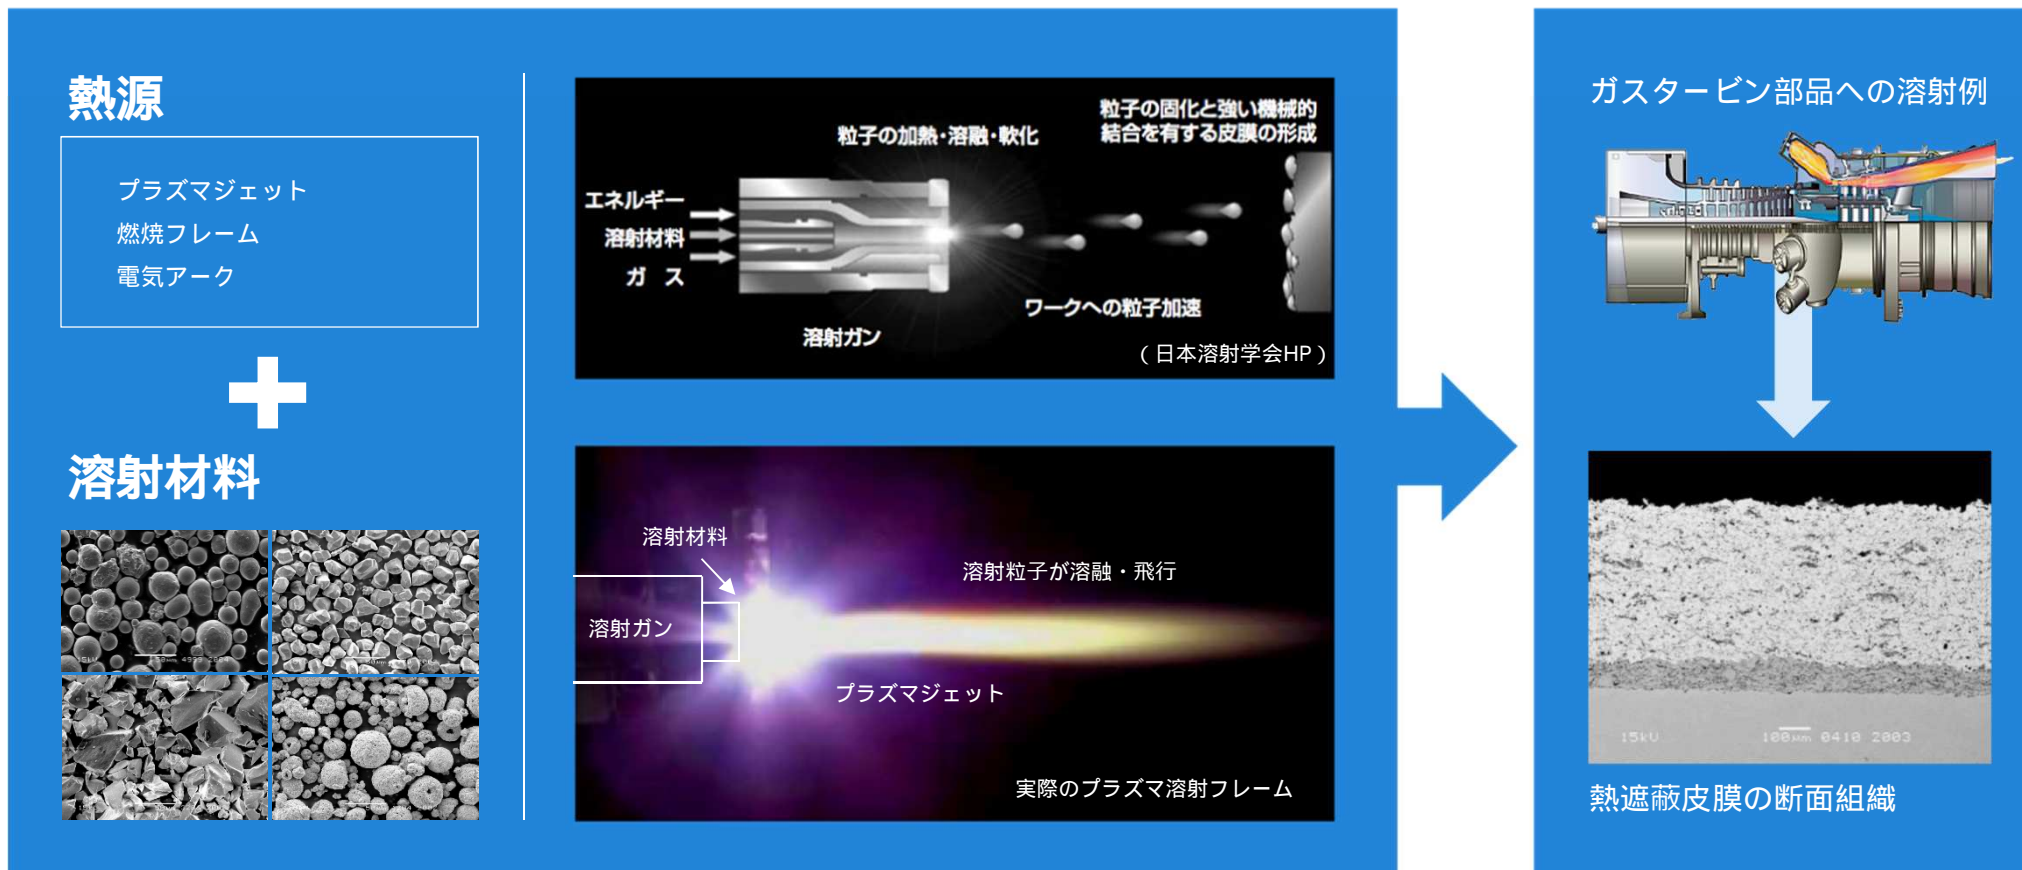 熱源
プラズマジェット
燃焼フレーム
電気アーク
溶射材料
粒子の加熱・溶融・軟化
粒子の固化と強い機械的
結合を有する皮膜の形成
エネルギー
溶射材料
ガ ス
溶射ガン
ワークへの粒子加速
(日本溶射学会HP)
溶射材料
溶射ガン
溶射粒子が溶融・飛行
プラズマジェット
実際のプラズマ溶射フレーム
ガスタービン部品への溶射例
15kU 100μm 0410 2003
熱遮蔽皮膜の断面組織